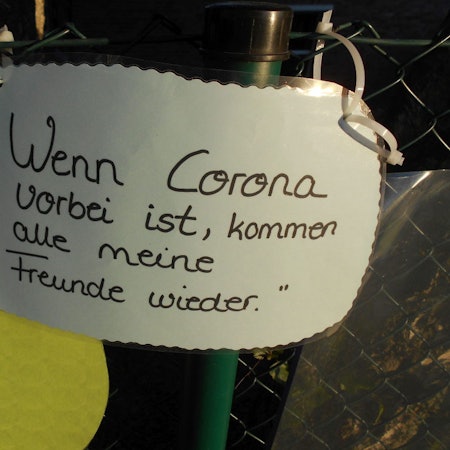 Wenn Corona
vorbei ist, kommen
alle meine
Freunde wieder."